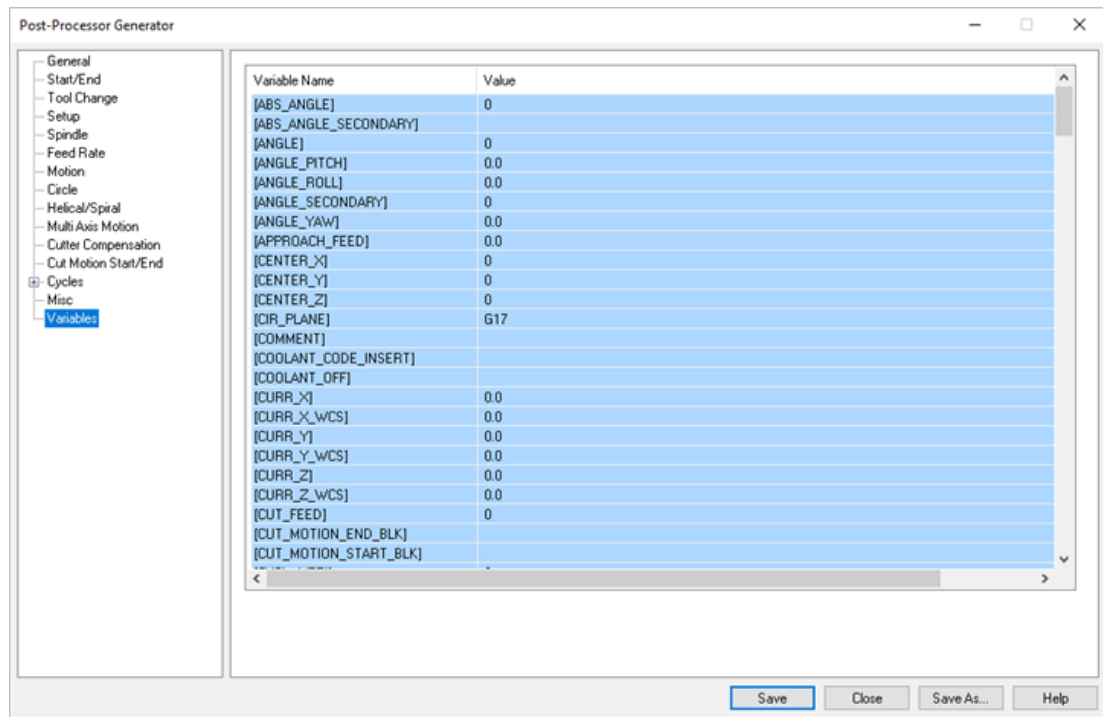 Post-Processor Generator
General
Start/End
Tool Change
Setup
Spindle
Feed Rate
Motion
Circle
Helical/Spiral
Multi Axis Motion
Cutter Compensation
Cut Motion Start/End
Cycles
Misc
Variables
Variable Name Value
[ABS_ANGLE] 0
[ABS_ANGLE_SECONDARY]
[ANGLE] 0
[ANGLE_PITCH] 0.0
[ANGLE_ROLL] 0.0
[ANGLE_SECONDARY] 0
[ANGLE_YAW] 0.0
[APPROACH_FEED] 0.0
[CENTER_X] 0
[CENTER_Y] 0
[CENTER_Z] 0
[CIR_PLANE] G17
[COMMENT]
[COOLANT_CODE_INSERT]
[COOLANT_OFF]
[CURR_X] 0.0
[CURR_X_WCS] 0.0
[CURR_Y] 0.0
[CURR_Y_WCS] 0.0
[CURR_Z] 0.0
[CURR_Z_WCS] 0.0
[CUT_FEED] 0
[CUT_MOTION_END_BLK]
[CUT_MOTION_START_BLK]
Save Close Save As... Help